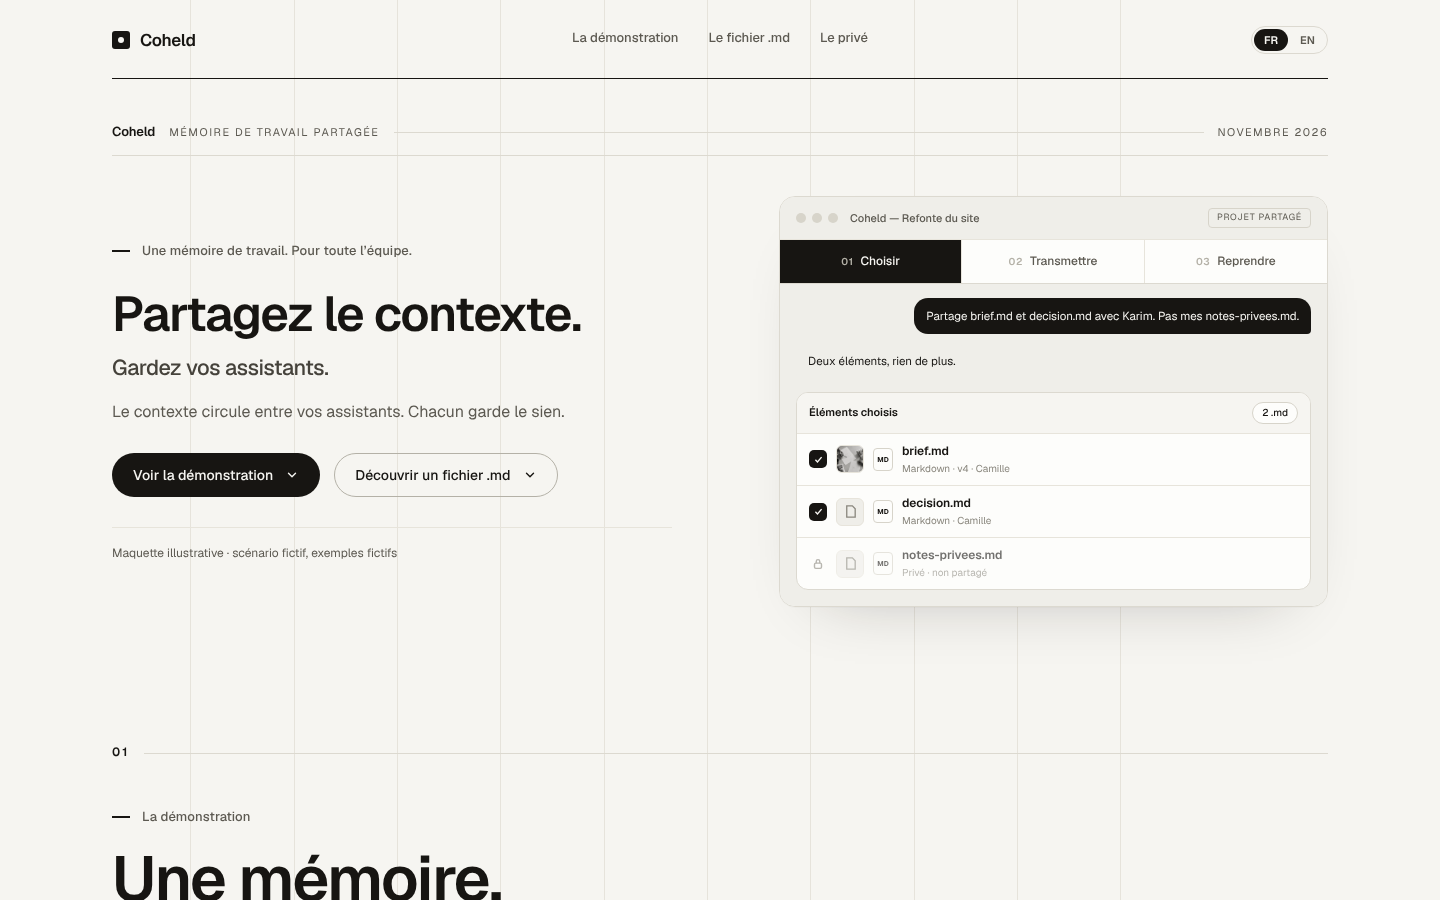 Coheld
La démonstration
Le fichier .md
Le privé
FR
EN
Coheld MÉMOIRE DE TRAVAIL PARTAGÉE
NOVEMBRE 2026
Une mémoire de travail. Pour toute l’équipe.
Partagez le contexte.
Gardez vos assistants.
Le contexte circule entre vos assistants. Chacun garde le sien.
Voir la démonstration
Découvrir un fichier .md
Maquette illustrative · scénario fictif, exemples fictifs
Coheld — Refonte du site
PROJET PARTAGÉ
01 Choisir
02 Transmettre
03 Reprendre
Partage brief.md et decision.md avec Karim. Pas mes notes-privees.md.
Deux éléments, rien de plus.
Éléments choisis
2 .md
MD
brief.md
Markdown · v4 · Camille
MD
decision.md
Markdown · Camille
MD
notes-privees.md
Privé · non partagé
01
La démonstration
Une mémoire.